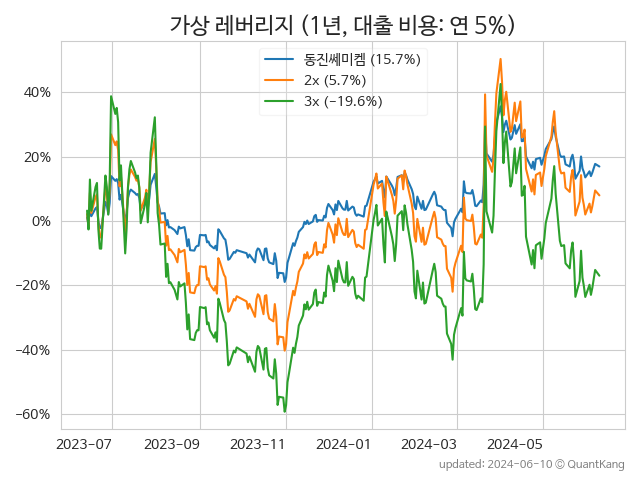 가상 레버리지 (1년, 대출 비용: 연 5%)
동진쎄미켐 (15.7%)
2x (5.7%)
3x (−19.6%)
40%
20%
0%
−20%
−40%
−60%
2023-07 2023-09 2023-11 2024-01 2024-03 2024-05
updated: 2024-06-10 © QuantKang